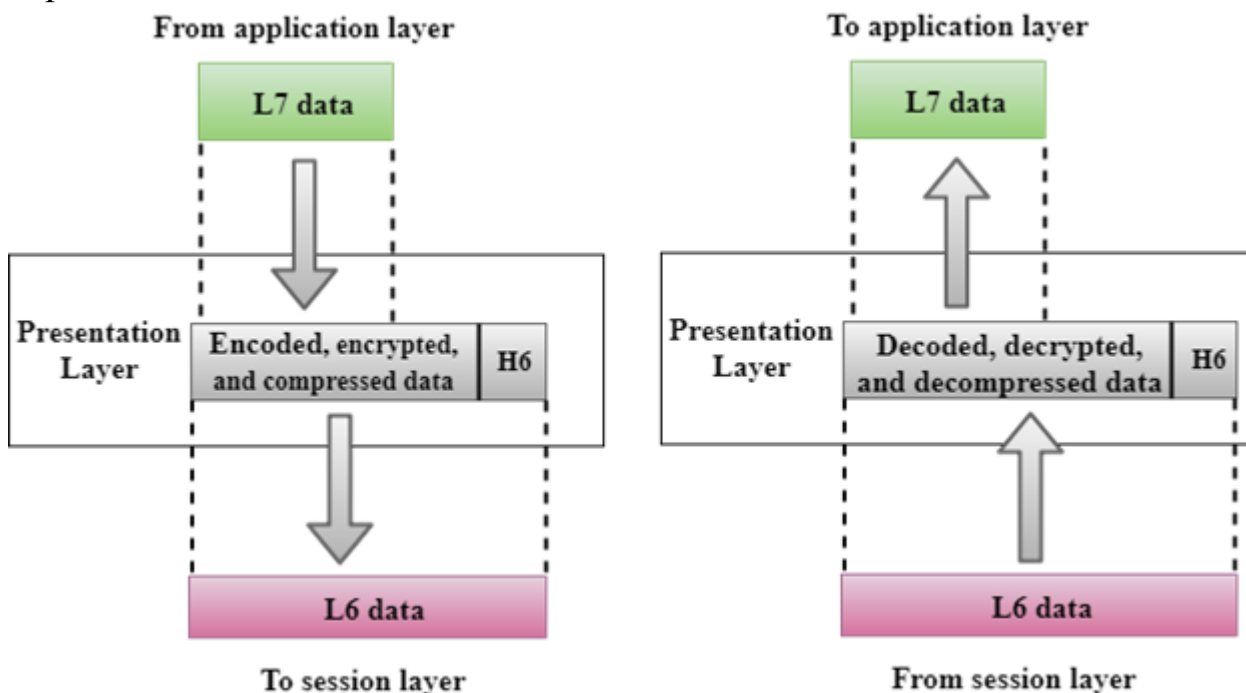 From application layer
L7 data
Presentation
Layer
Encoded, encrypted,
and compressed data
H6
L6 data
To session layer
To application layer
L7 data
Presentation
Layer
Decoded, decrypted,
and decompressed data
H6
L6 data
From session layer